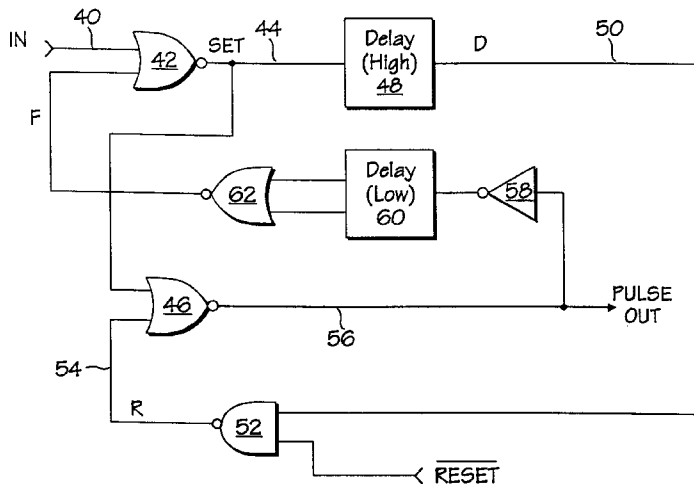 IN
40
42
SET
44
Delay
(High)
48
D
50
F
62
Delay
(Low)
60
58
46
56
PULSE
OUT
54
R
52
RESET